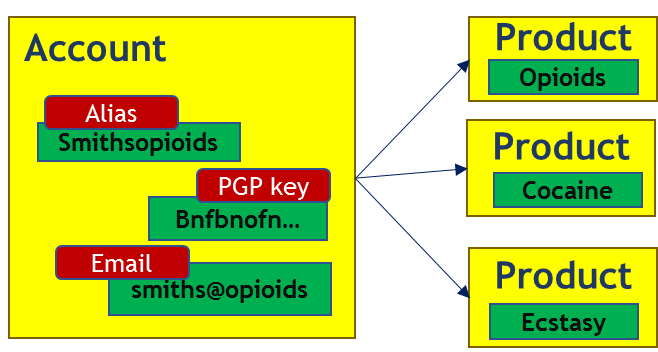 Account
Alias
Smithsopioids
PGP key
Bnfbnofn...
Email
smiths@opioids
Product
Opioids
Product
Cocaine
Product
Ecstasy